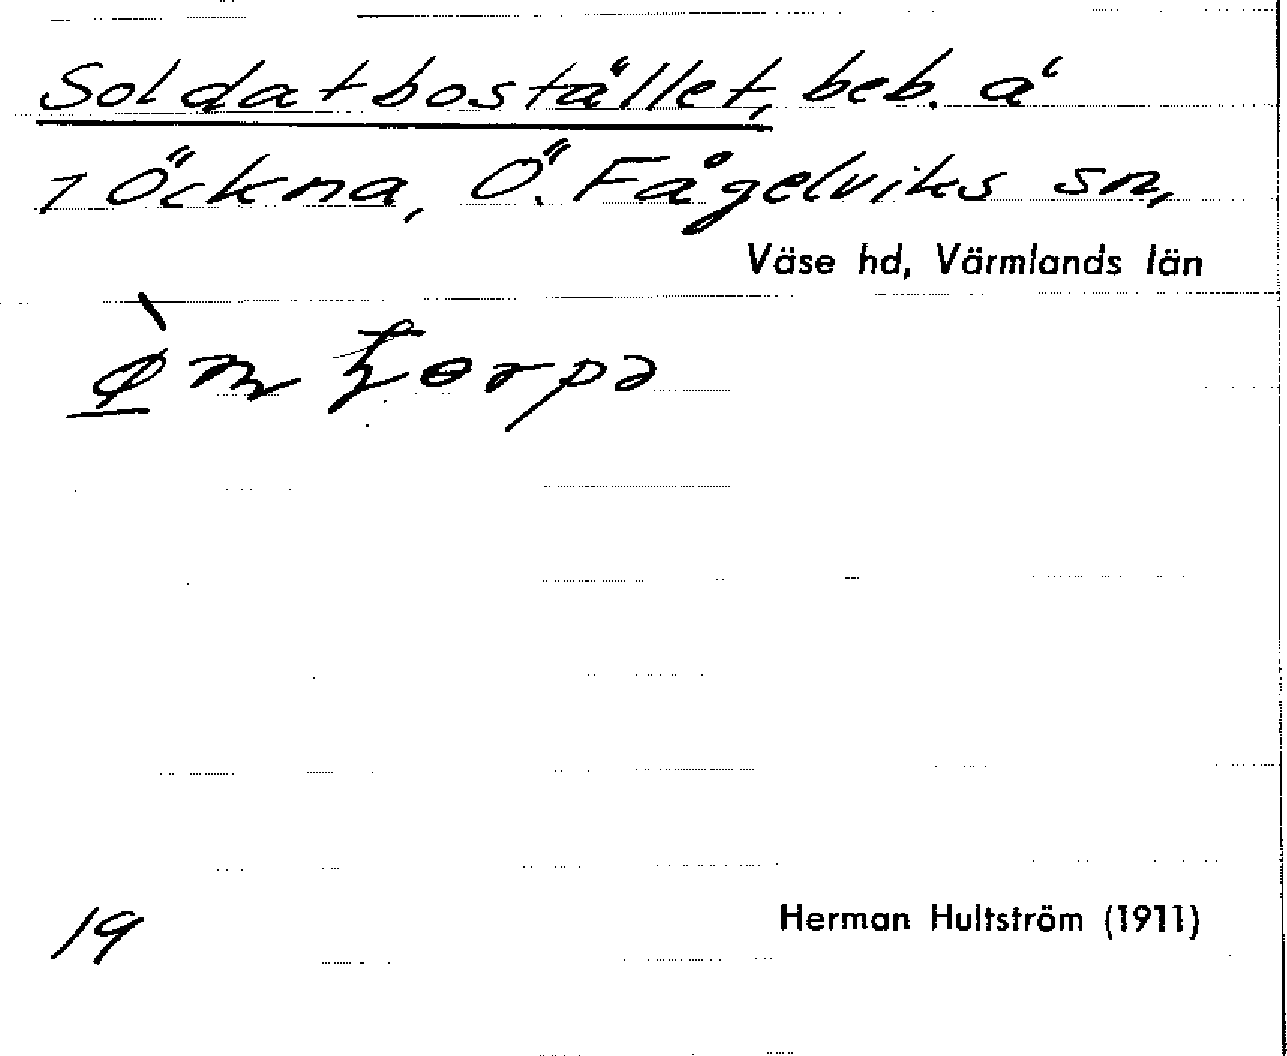 Soldatbostället, beb. å
1 Öckna, Ö. Fågelviks sn,
Väse hd, Värmlands län
19
Herman Hultström (1911)